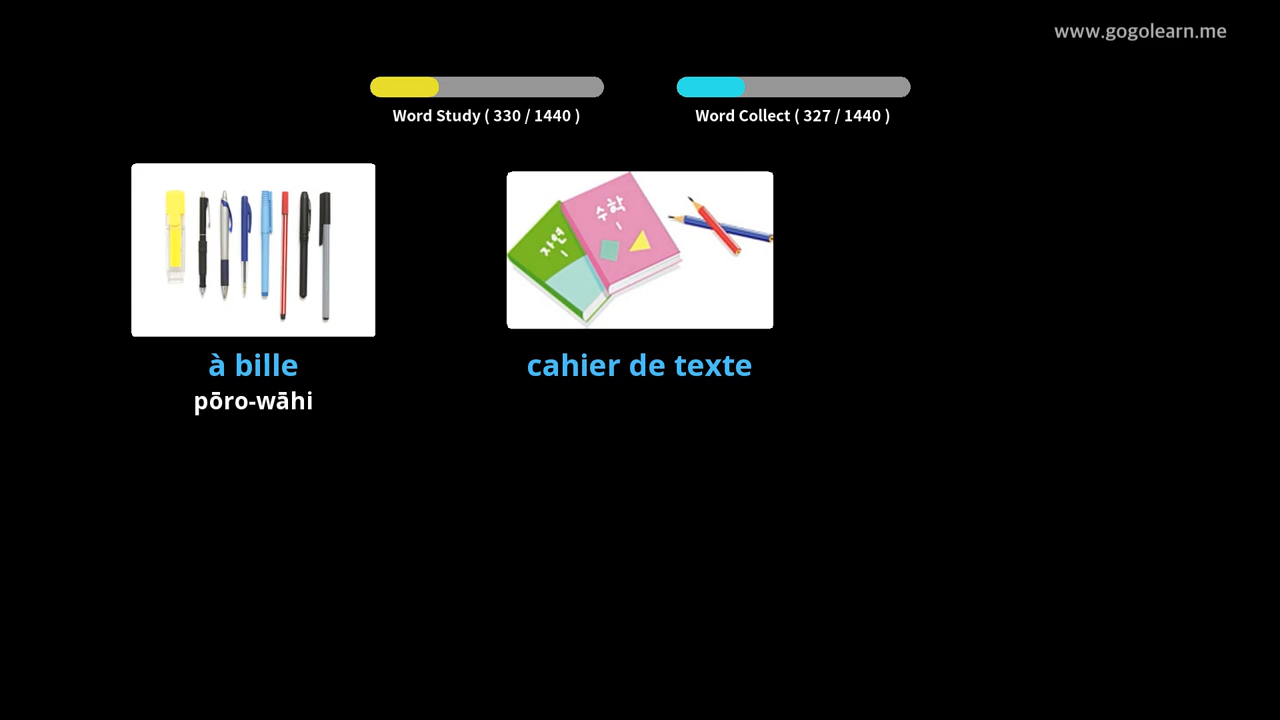 www.gogolearn.me
Word Study ( 330 / 1440 )
Word Collect ( 327 / 1440 )
자연
수학
à bille
pōro-wāhi
cahier de texte